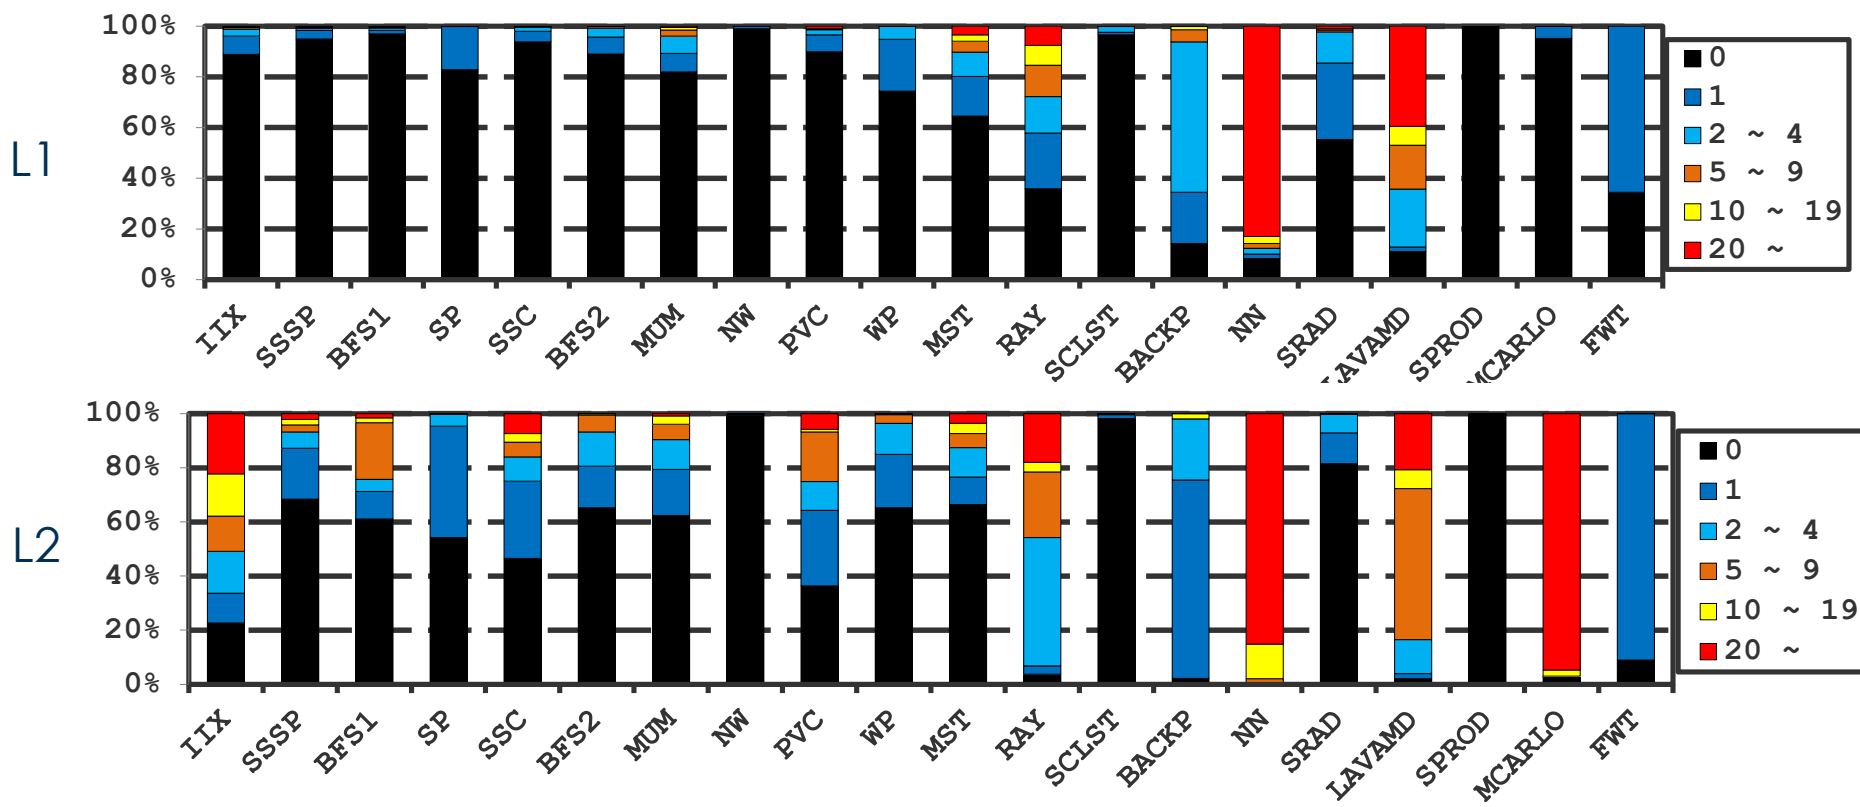 L1
100%
80%
60%
40%
20%
0%
IIX SSSP BFS1 SP SSC BFS2 MUM NW PVC WP MST RAY SCLST BACKP NN SRAD LAVAMD SPROD MCARLO FWT
0
1
2 ~ 4
5 ~ 9
10 ~ 19
20 ~
L2
100%
80%
60%
40%
20%
0%
IIX SSSP BFS1 SP SSC BFS2 MUM NW PVC WP MST RAY SCLST BACKP NN SRAD LAVAMD SPROD MCARLO FWT
0
1
2 ~ 4
5 ~ 9
10 ~ 19
20 ~